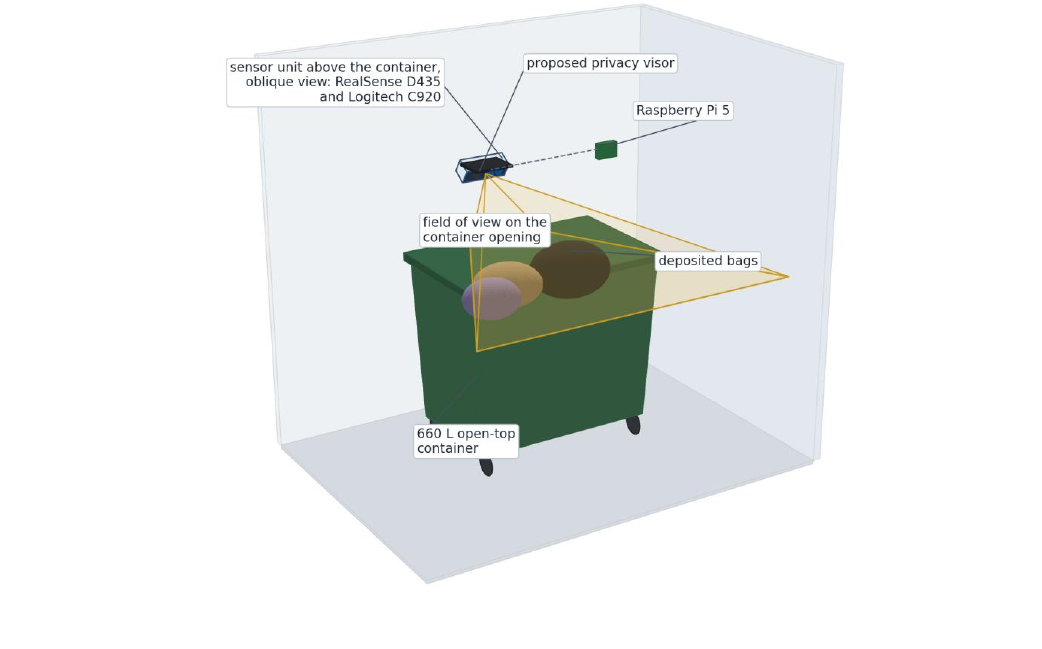 sensor unit above the container,
oblique view: RealSense D435
and Logitech C920
proposed privacy visor
Raspberry Pi 5
field of view on the
container opening
deposited bags
660 L open-top
container